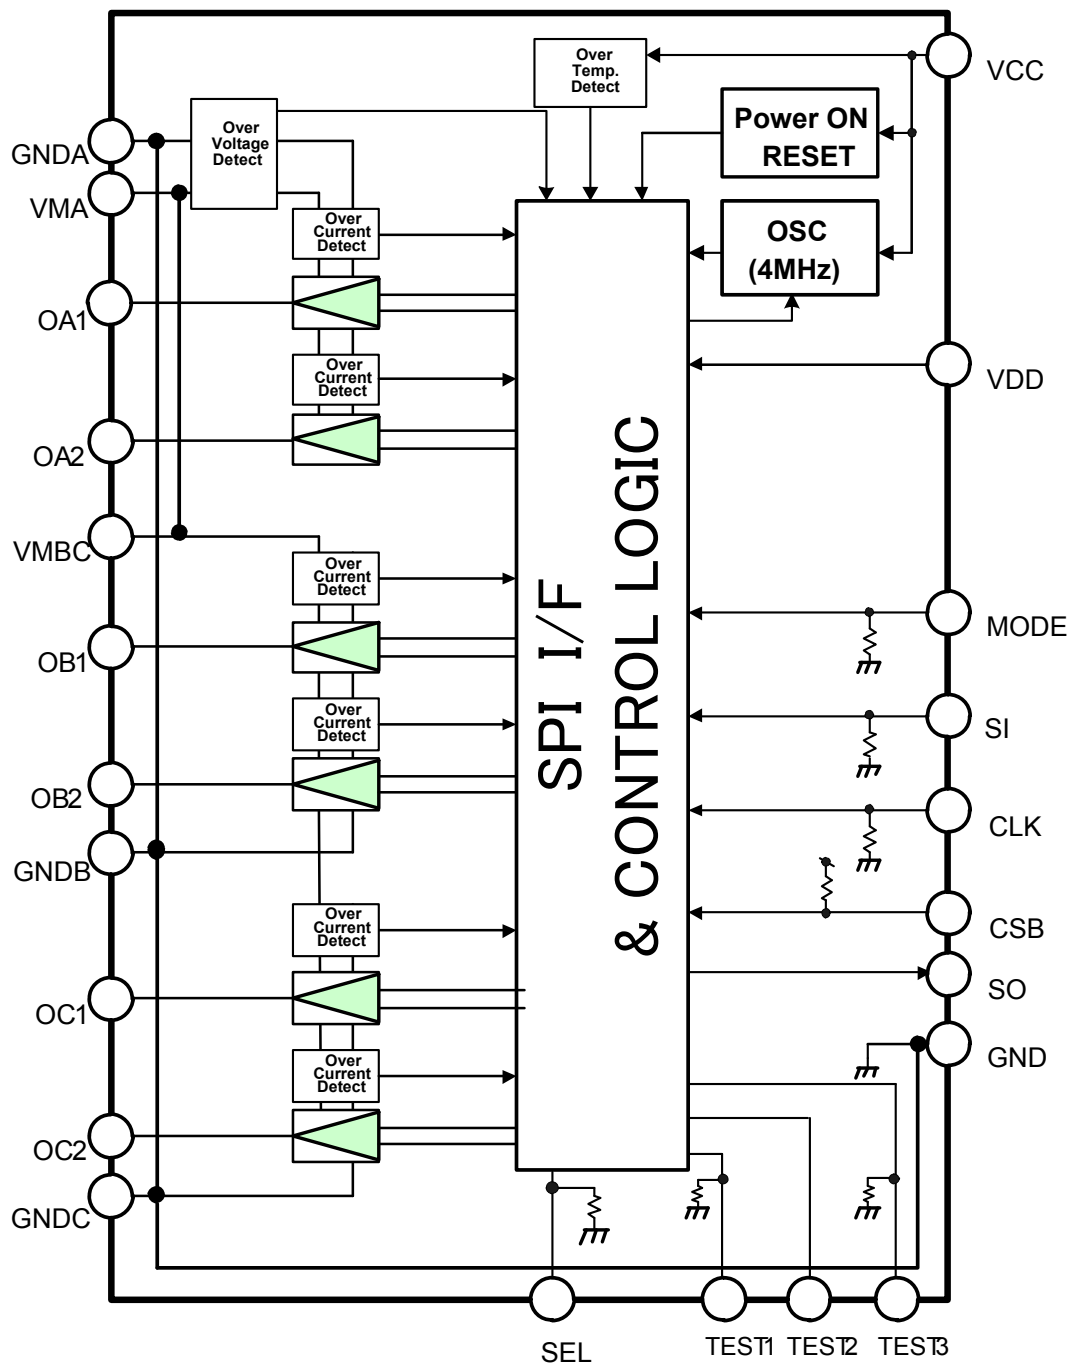 Over
Temp.
Detect
VCC
Over
Voltage
Detect
Power ON
RESET
GNDA
VMA
Over
Current
Detect
OSC
(4MHz)
OA1
Over
Current
Detect
VDD
OA2
VMBC
Over
Current
Detect
MODE
OB1
Over
Current
Detect
SI
OB2
CLK
GNDB
SPI I/F
& CONTROL LOGIC
Over
Current
Detect
CSB
SO
OC1
GND
Over
Current
Detect
OC2
GNDC
SEL
TEST1
TEST2
TEST3